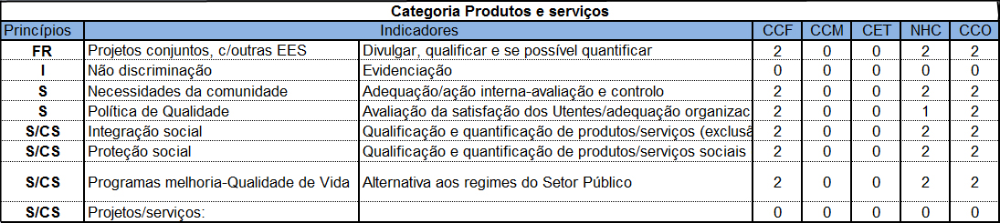 Categoria Produtos e serviços
Princípios Indicadores CCF CCM CET NHC CCO
FR Projetos conjuntos, c/outras EES Divulgar, qualificar e se possível quantificar 2 0 0 2 2
I Não discriminação Evidenciação 0 0 0 0 0
S Necessidades da comunidade Adequação/ação interna-avaliação e controlo 2 0 0 2 2
S Política de Qualidade Avaliação da satisfação dos Utentes/adequação organizac 2 0 0 1 2
S/CS Integração social Qualificação e quantificação de produtos/serviços (exclusã 2 0 0 2 2
S/CS Proteção social Qualificação e quantificação de produtos/serviços sociais 2 0 0 2 2
S/CS Programas melhoria-Qualidade de Vida Alternativa aos regimes do Setor Público 2 0 0 2 2
S/CS Projetos/serviços: 0 0 0 0 0